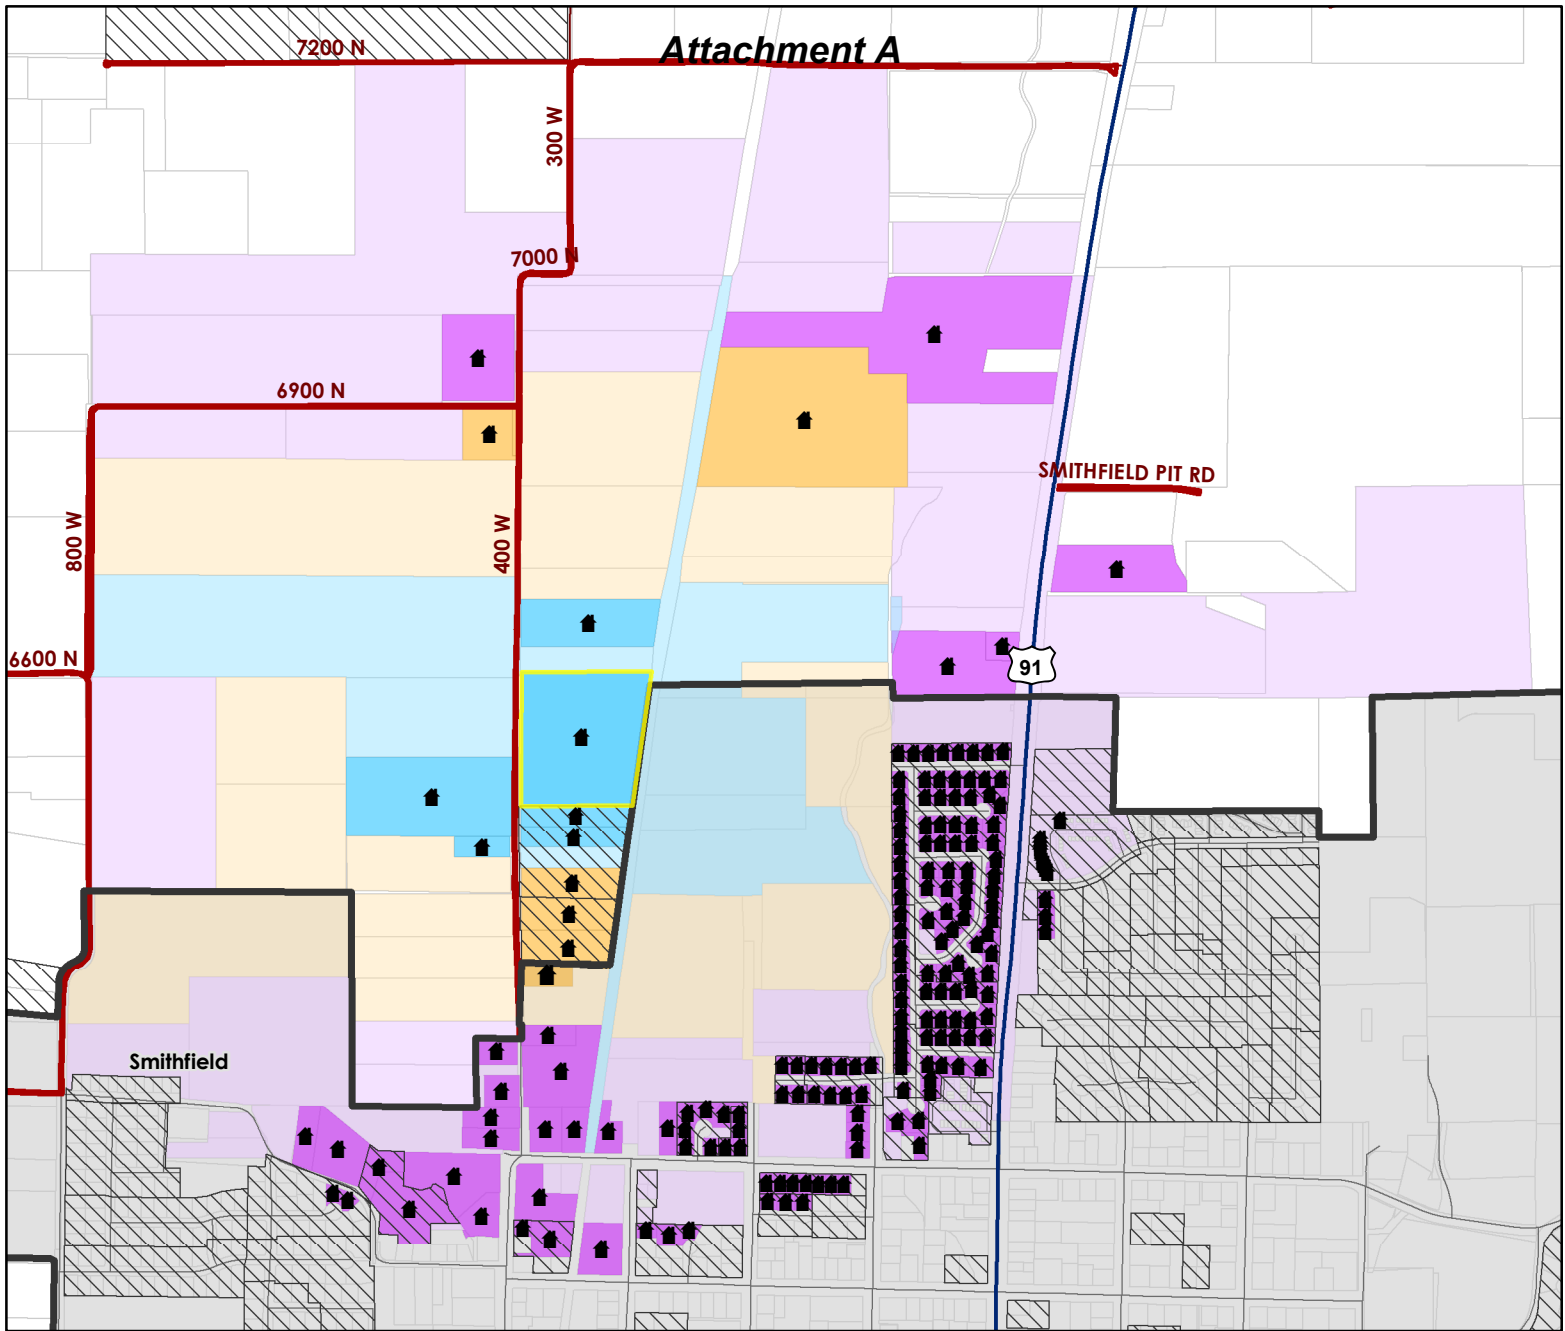 Attachment A
7200 N
300 W
7000 N
6900 N
SMITHFIELD PIT RD
800 W
400 W
6600 N
91
Smithfield